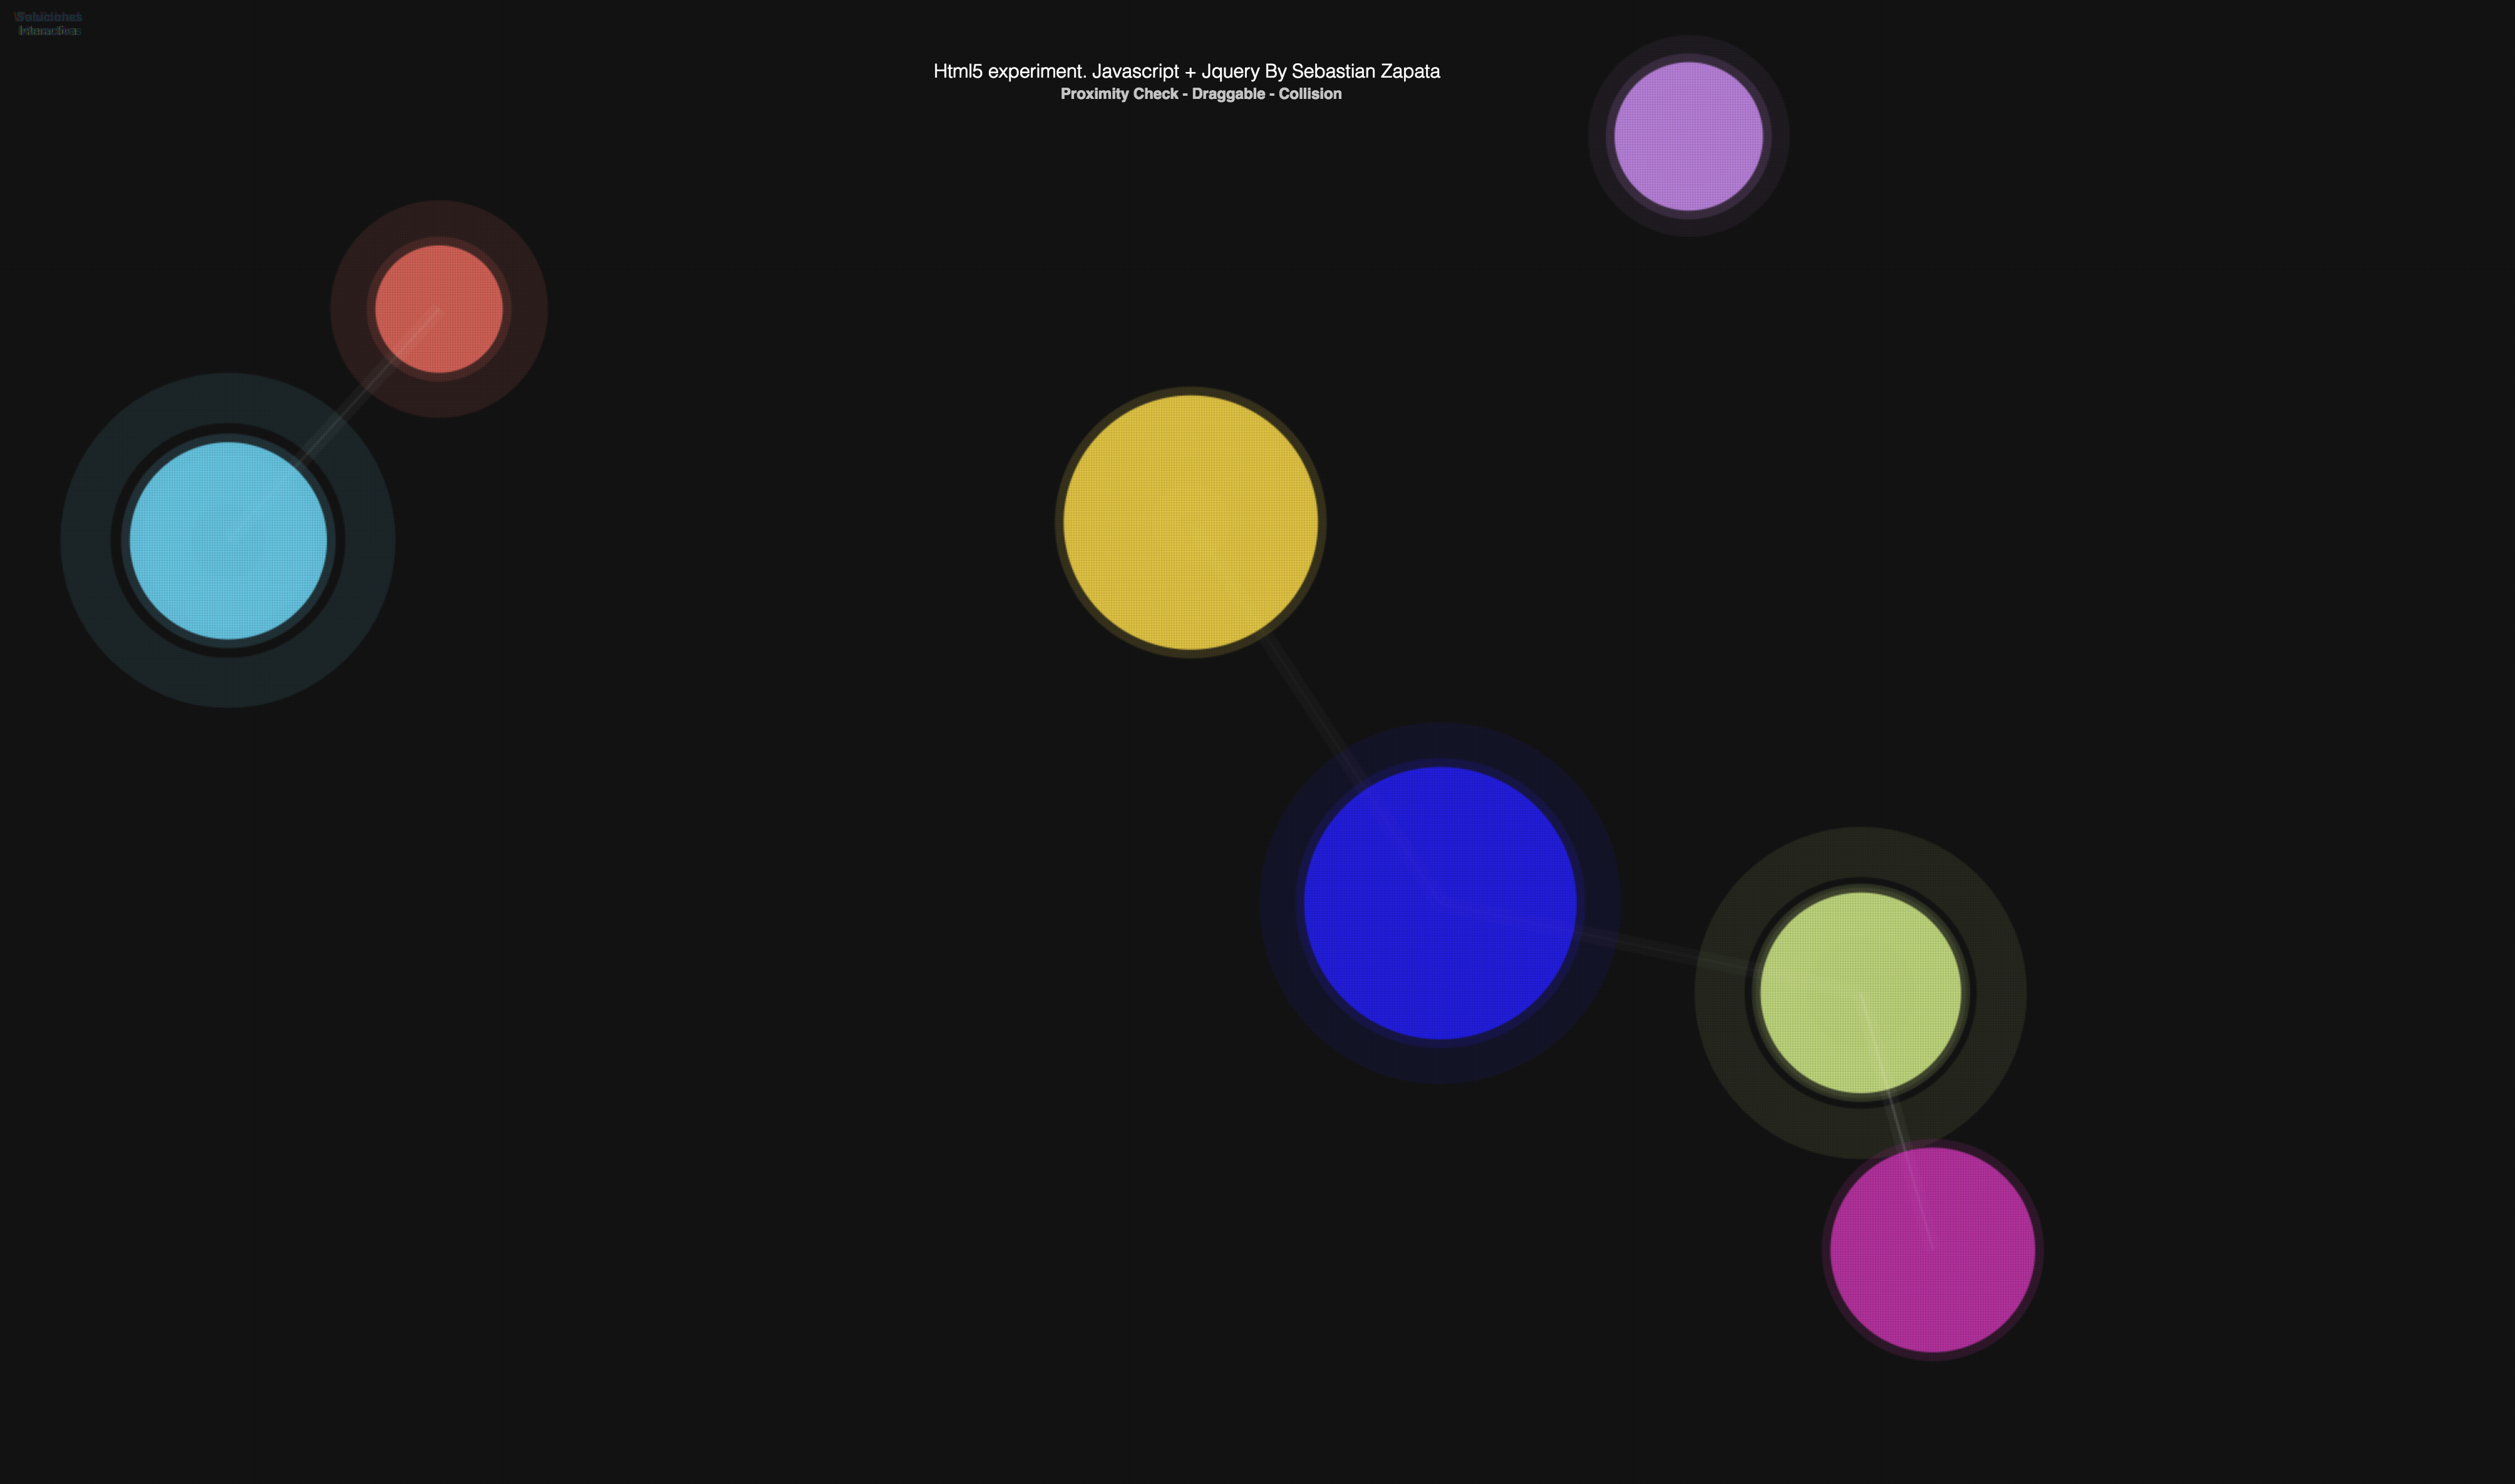 Html5 experiment. Javascript + Jquery By Sebastian Zapata
Proximity Check - Draggable - Collision